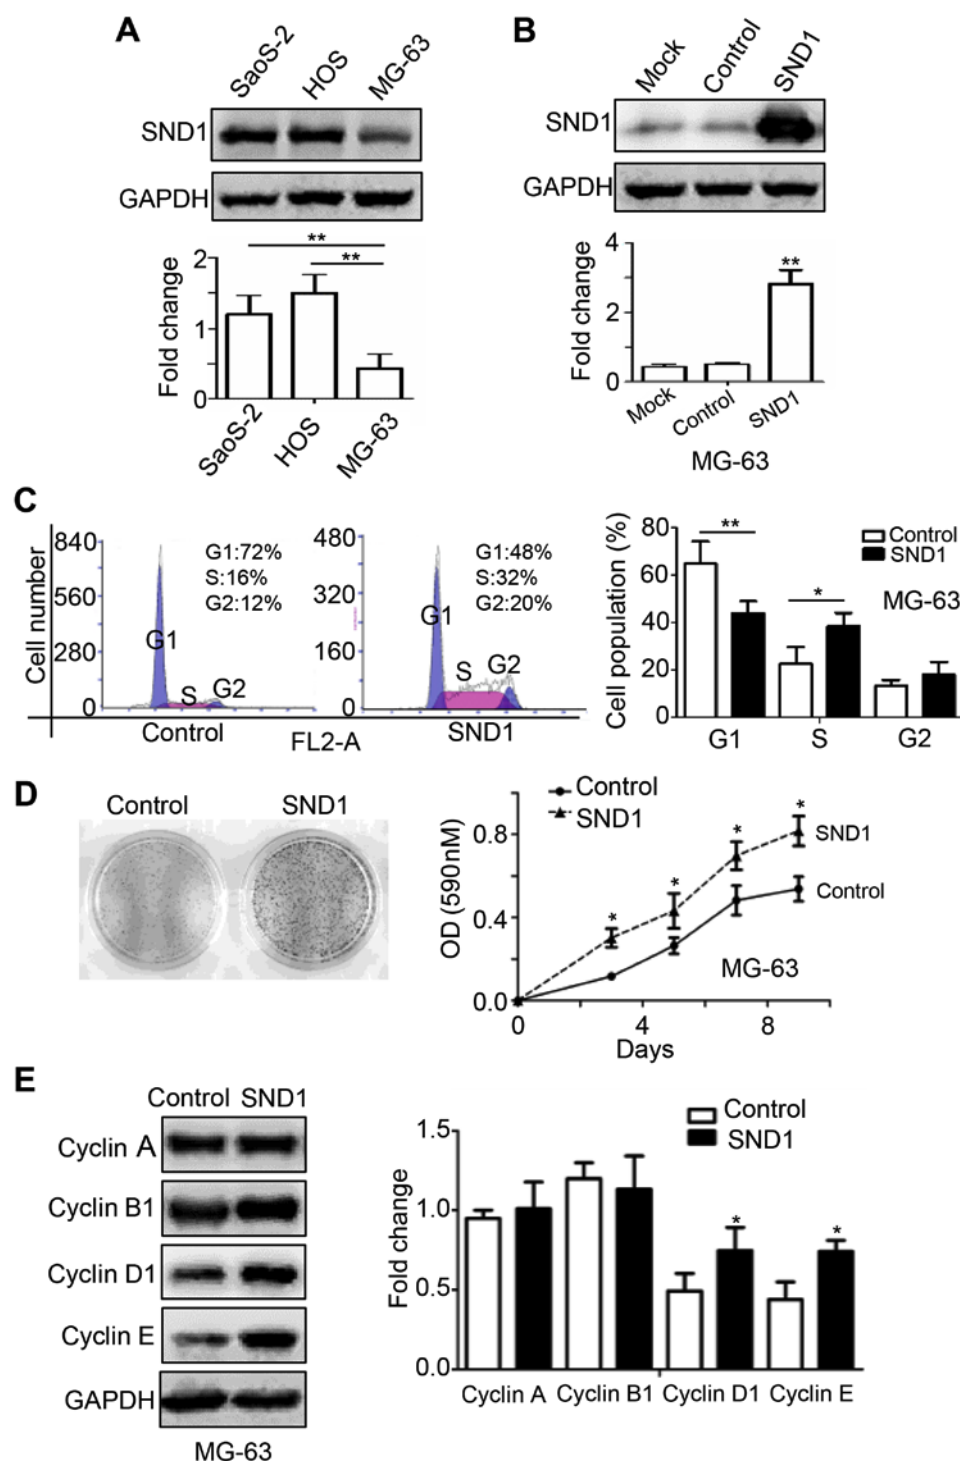 A
SaoS-2 HOS MG-63
SND1
GAPDH
** 
**
Fold change
2
1
0
SaoS-2 HOS MG-63
B
Mock Control SND1
SND1
GAPDH
Fold change
4
2
0
**
Mock Control SND1
MG-63
C
Cell number
840
560
280
0
G1:72%
S:16%
G2:12%
G1
S G2
Control
480
320
160
0
G1:48%
S:32%
G2:20%
G1
S G2
SND1
FL2-A
Cell population (%)
80
60
40
20
0
**
*
Control
SND1
MG-63
G1 S G2
D
Control SND1
OD (590nM)
0.8
0.4
0.0
Control
SND1
* * * *
SND1
Control
MG-63
0 4 8
Days
E
Control SND1
Cyclin A
Cyclin B1
Cyclin D1
Cyclin E
GAPDH
MG-63
Fold change
1.5
1.0
0.5
0.0
Control
SND1
* *
Cyclin A Cyclin B1 Cyclin D1 Cyclin E